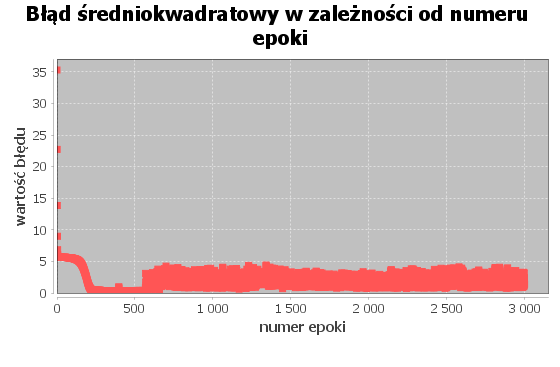 Błąd średniokwadratowy w zależności od numeru
epoki
wartość błędu
35
30
25
20
15
10
5
0
0 500 1 000 1 500 2 000 2 500 3 000
numer epoki